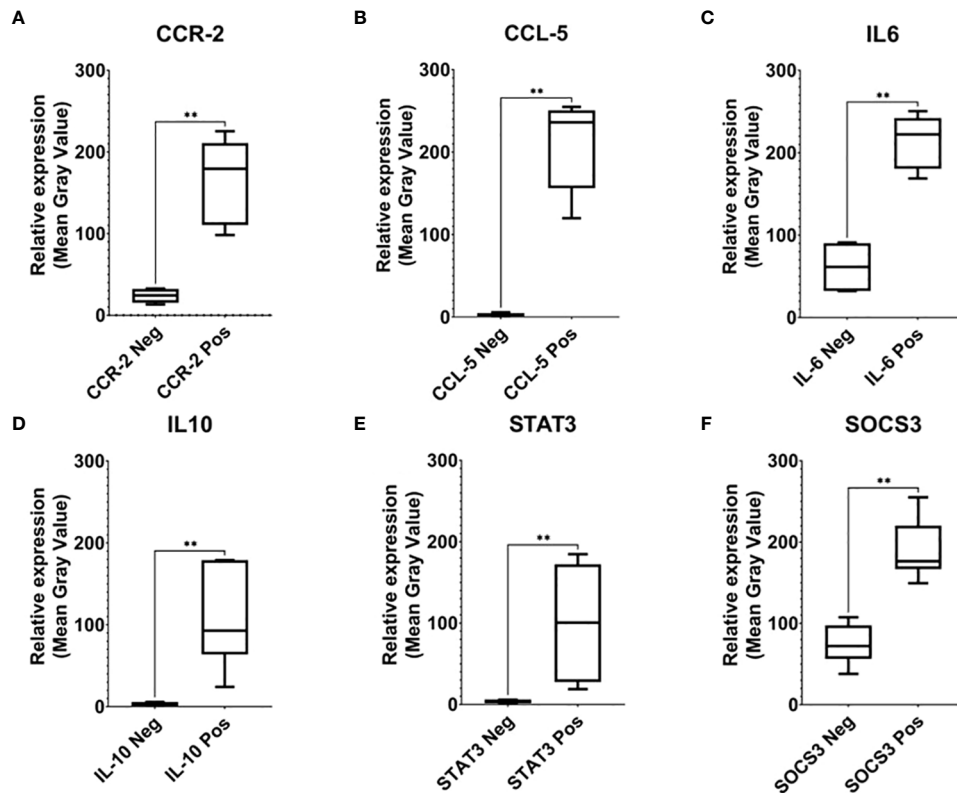 A
CCR-2
300
200
100
0
Relative expression
(Mean Gray Value)
**
CCR-2 Neg
CCR-2 Pos
B
CCL-5
300
200
100
0
Relative expression
(Mean Gray Value)
**
CCL-5 Neg
CCL-5 Pos
C
IL6
300
200
100
0
Relative expression
(Mean Gray Value)
**
IL-6 Neg
IL-6 Pos
D
IL10
300
200
100
0
Relative expression
(Mean Gray Value)
**
IL-10 Neg
IL-10 Pos
E
STAT3
300
200
100
0
Relative expression
(Mean Gray Value)
**
STAT3 Neg
STAT3 Pos
F
SOCS3
300
200
100
0
Relative expression
(Mean Gray Value)
**
SOCS3 Neg
SOCS3 Pos